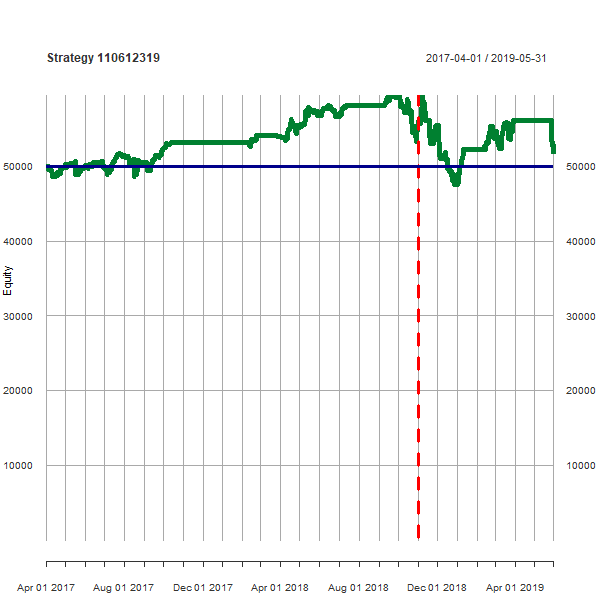 Strategy 110612319
2017-04-01 / 2019-05-31
50000
50000
40000
40000
Equity
30000
30000
20000
20000
10000
10000
Apr 01 2017
Aug 01 2017
Dec 01 2017
Apr 01 2018
Aug 01 2018
Dec 01 2018
Apr 01 2019